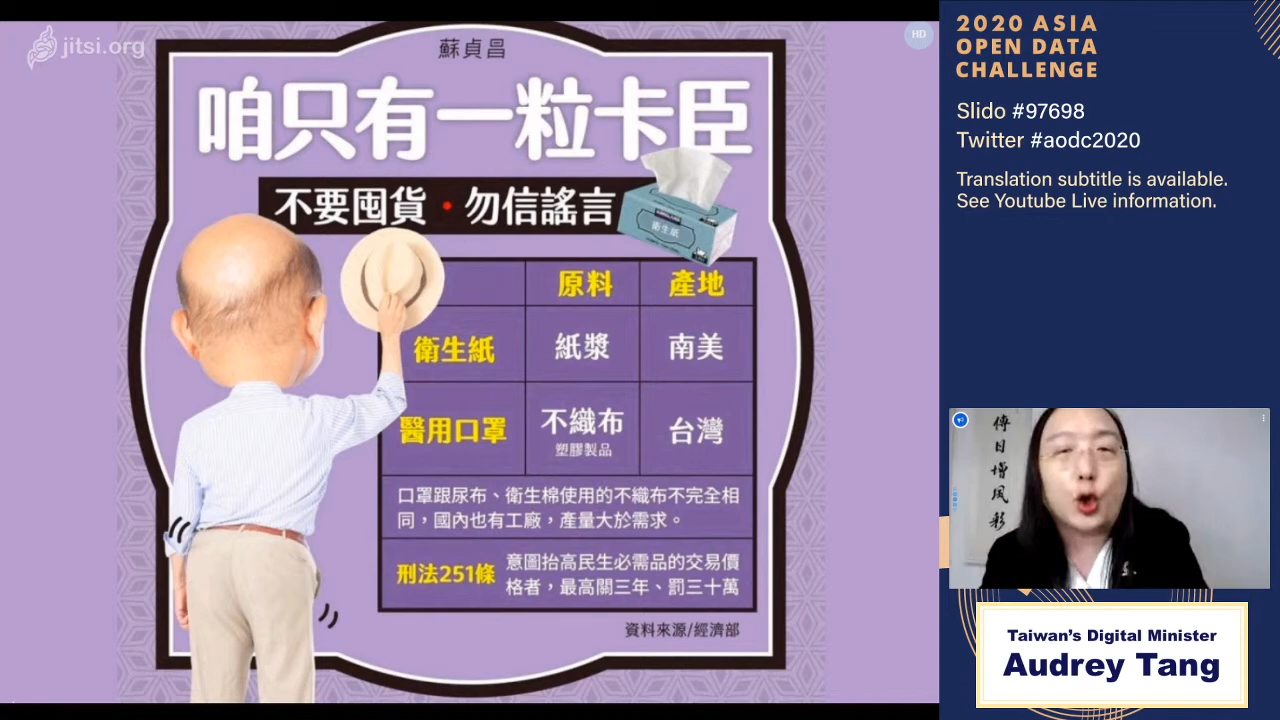 jitsi.org
HD
蘇貞昌
咱只有一粒卡臣
不要囤貨・勿信謠言
衛生紙
原料 產地
衛生紙 紙漿 南美
醫用口罩 不織布 台灣
塑膠製品
口罩跟尿布、衛生棉使用的不織布不完全相
同，國內也有工廠，產量大於需求。
刑法251條 意圖抬高民生必需品的交易價
格者，最高關三年、罰三十萬
資料來源/經濟部
2020 ASIA
OPEN DATA
CHALLENGE
Slido #97698
Twitter #aodc2020
Translation subtitle is available.
See Youtube Live information.
傳
日
增
風
彩
Taiwan's Digital Minister
Audrey Tang